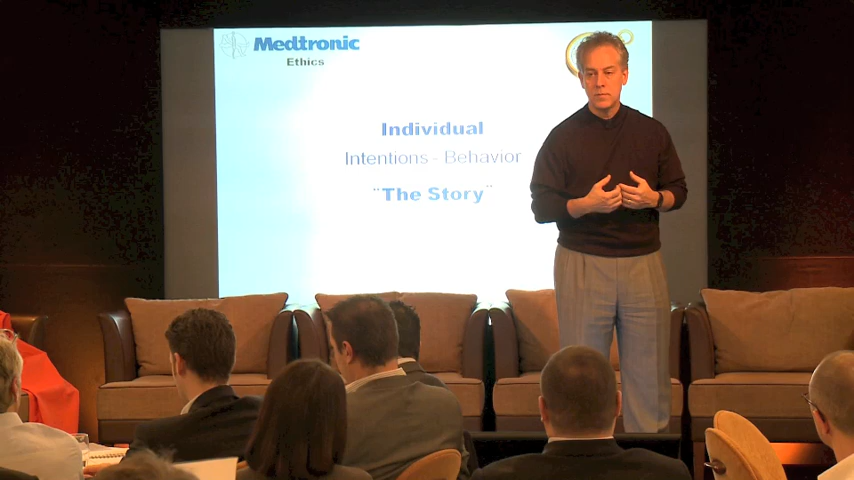 Medtronic
Ethics
Individual
Intentions - Behavior
"The Story"